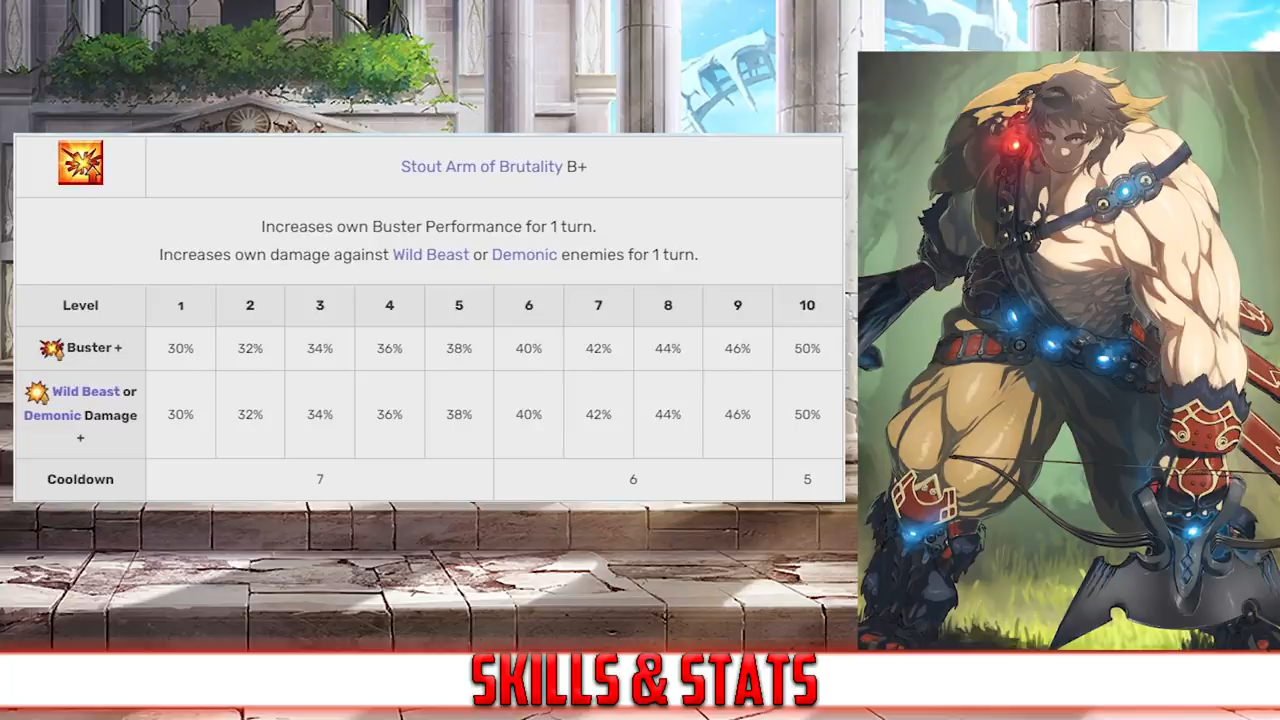 Stout Arm of Brutality B+
Increases own Buster Performance for 1 turn.
Increases own damage against Wild Beast or Demonic enemies for 1 turn.
Level 1 2 3 4 5 6 7 8 9 10
Buster + 30% 32% 34% 36% 38% 40% 42% 44% 46% 50%
Wild Beast or
Demonic Damage 30% 32% 34% 36% 38% 40% 42% 44% 46% 50%
+
Cooldown 7 6 5
SKILLS & STATS